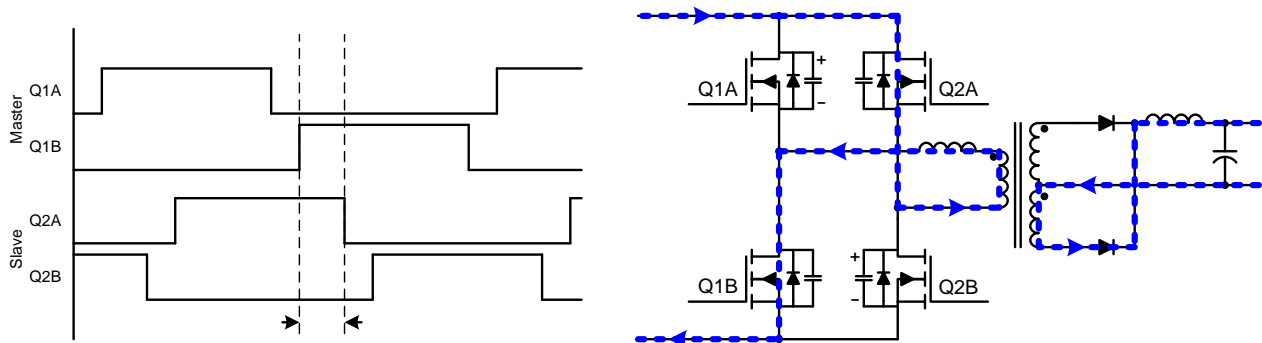 Master
Q1A
Q1B
Slave
Q2A
Q2B
Q1A
+
−
Q2A
Q1B
+
−
Q2B